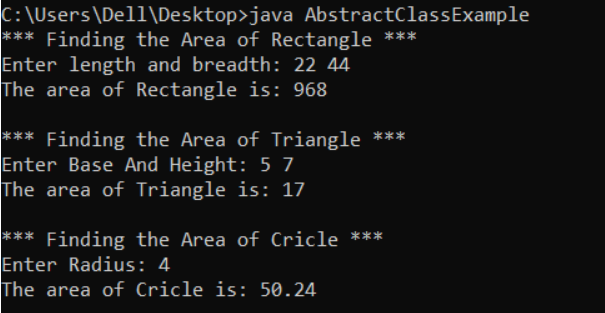 C:\Users\Dell\Desktop>java AbstractClassExample
*** Finding the Area of Rectangle ***
Enter length and breadth: 22 44
The area of Rectangle is: 968
*** Finding the Area of Triangle ***
Enter Base And Height: 5 7
The area of Triangle is: 17
*** Finding the Area of Cricle ***
Enter Radius: 4
The area of Cricle is: 50.24